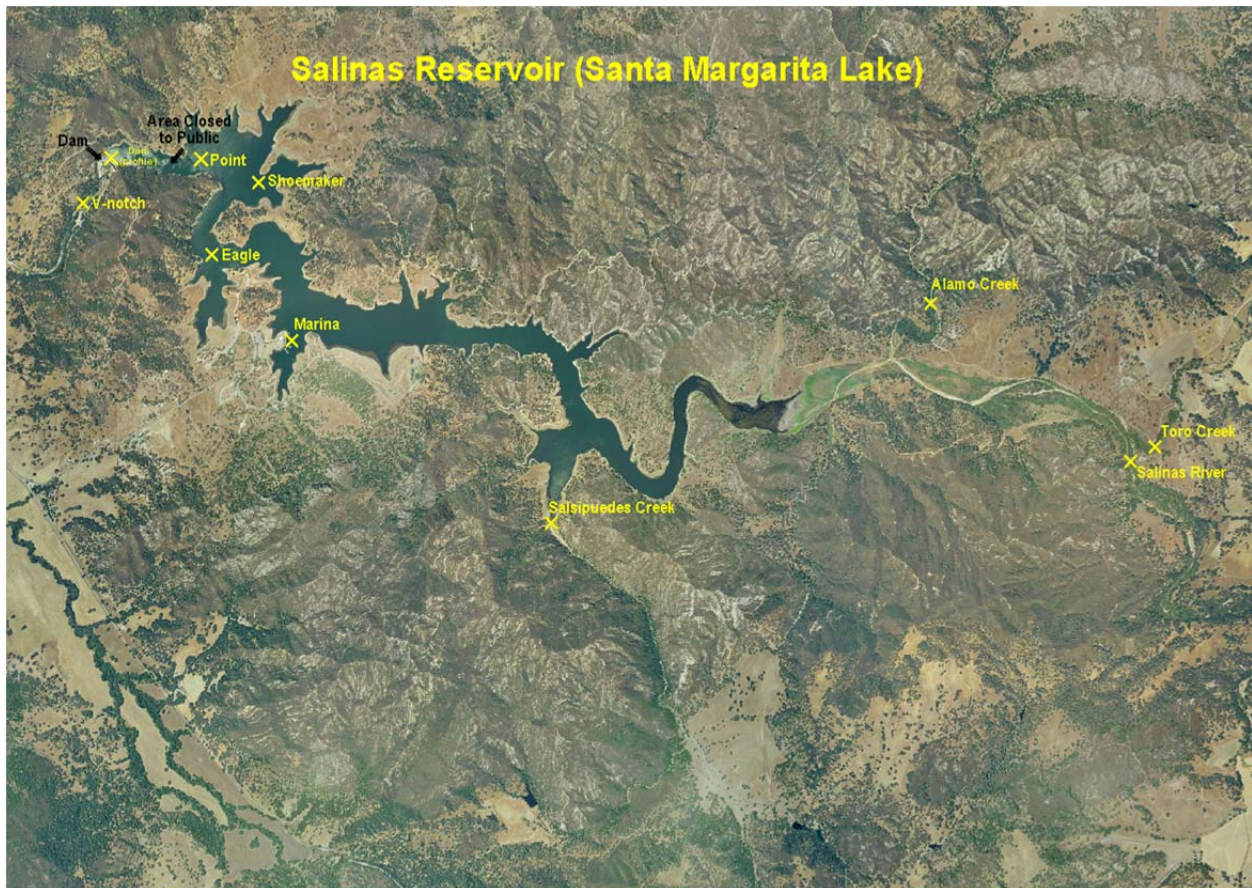 Salinas Reservoir (Santa Margarita Lake)
Area Closed
to Public
Dam
Dam
Point
Shoemaker
V-notch
Eagle
Alamo Creek
Marina
Toro Creek
Salinas River
Salsipuedes Creek